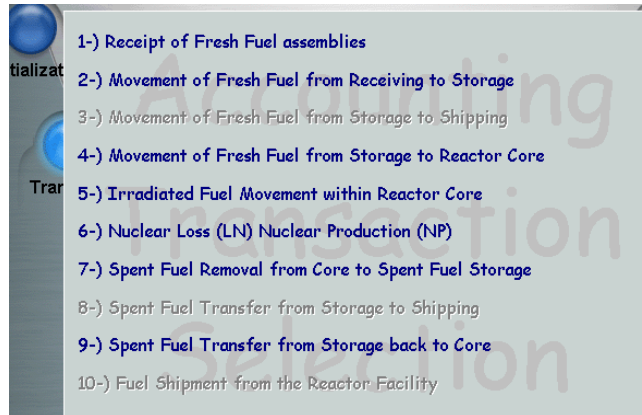 1-) Receipt of Fresh Fuel assemblies
tializat
2-) Movement of Fresh Fuel from Receiving to Storage
Accounting
3-) Movement of Fresh Fuel from Storage to Shipping
4-) Movement of Fresh Fuel from Storage to Reactor Core
Tran
5-) Irradiated Fuel Movement within Reactor Core
Transaction
6-) Nuclear Loss (LN) Nuclear Production (NP)
7-) Spent Fuel Removal from Core to Spent Fuel Storage
8-) Spent Fuel Transfer from Storage to Shipping
9-) Spent Fuel Transfer from Storage back to Core
Selection
10-) Fuel Shipment from the Reactor Facility